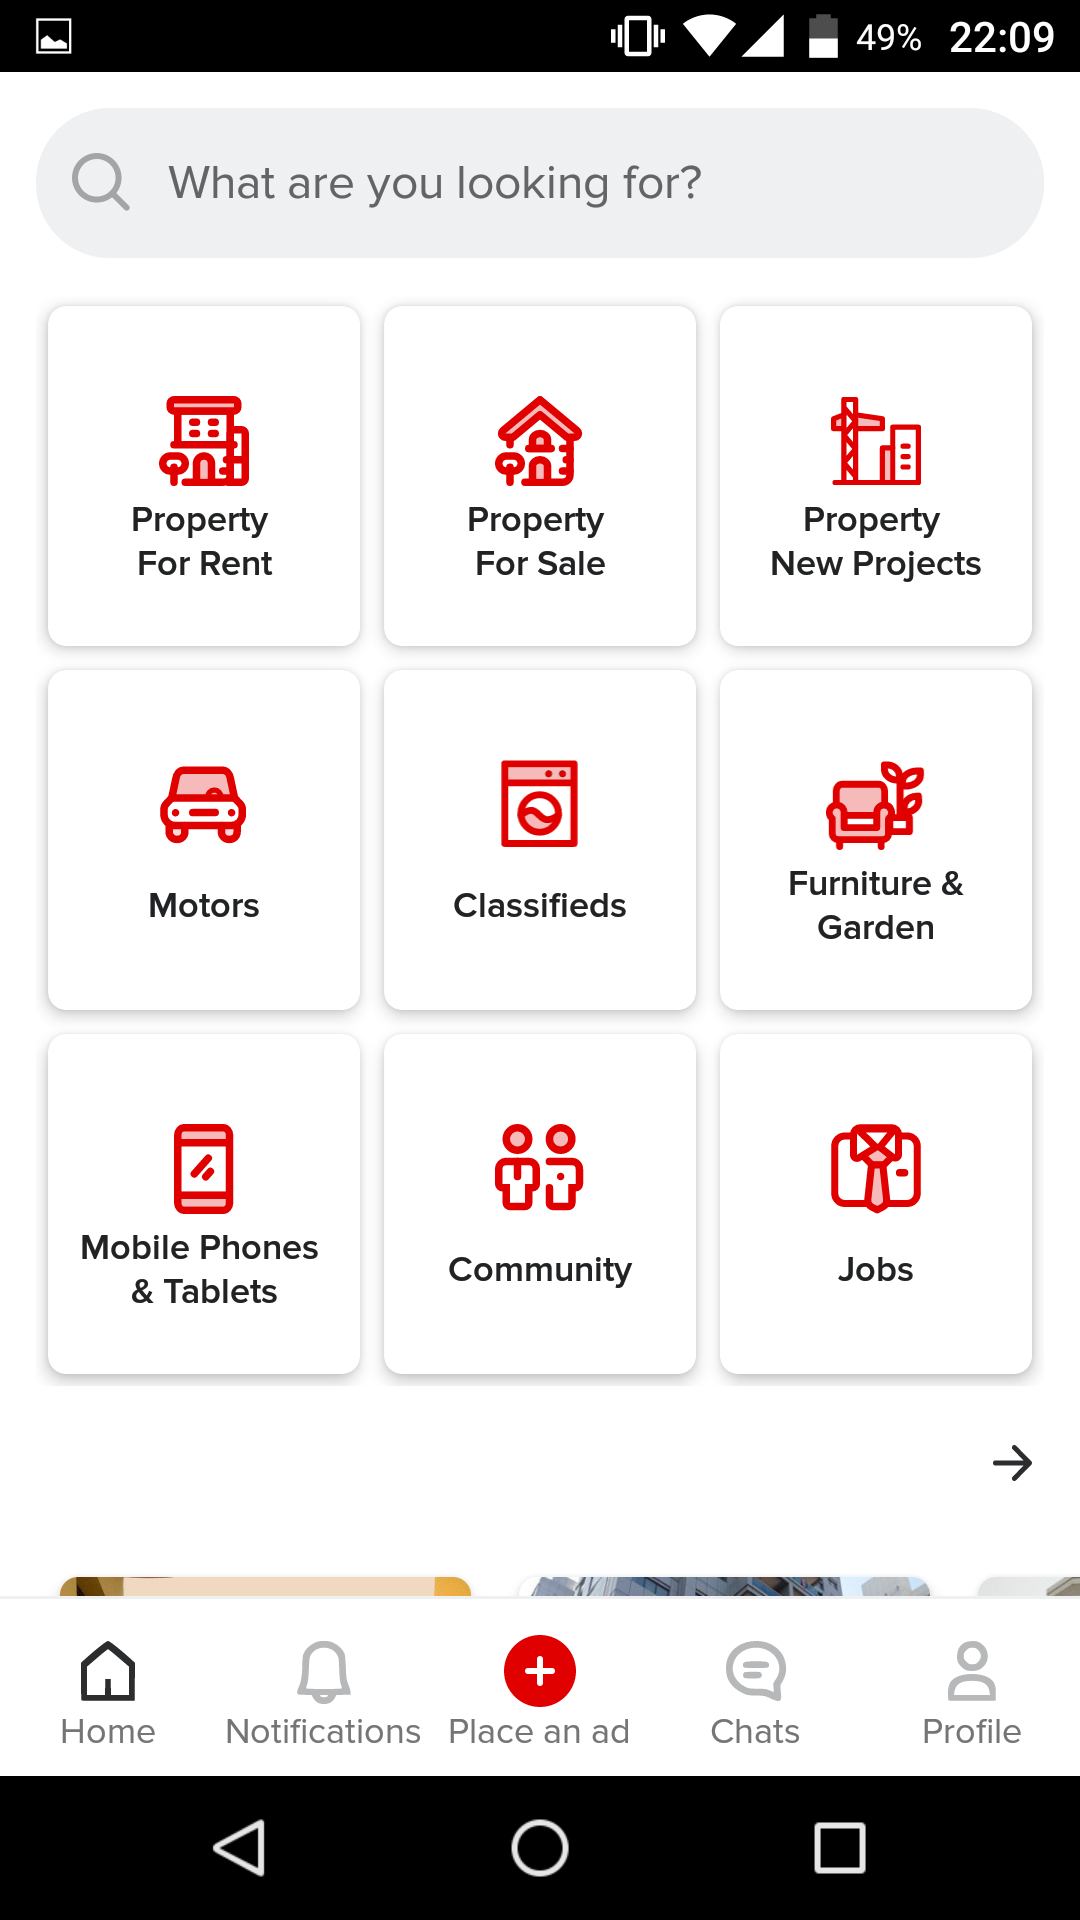 49% 22:09
What are you looking for?
Property
For Rent
Property
For Sale
Property
New Projects
Motors
Classifieds
Furniture &
Garden
Mobile Phones
& Tablets
Community
Jobs
Home
Notifications
Place an ad
Chats
Profile